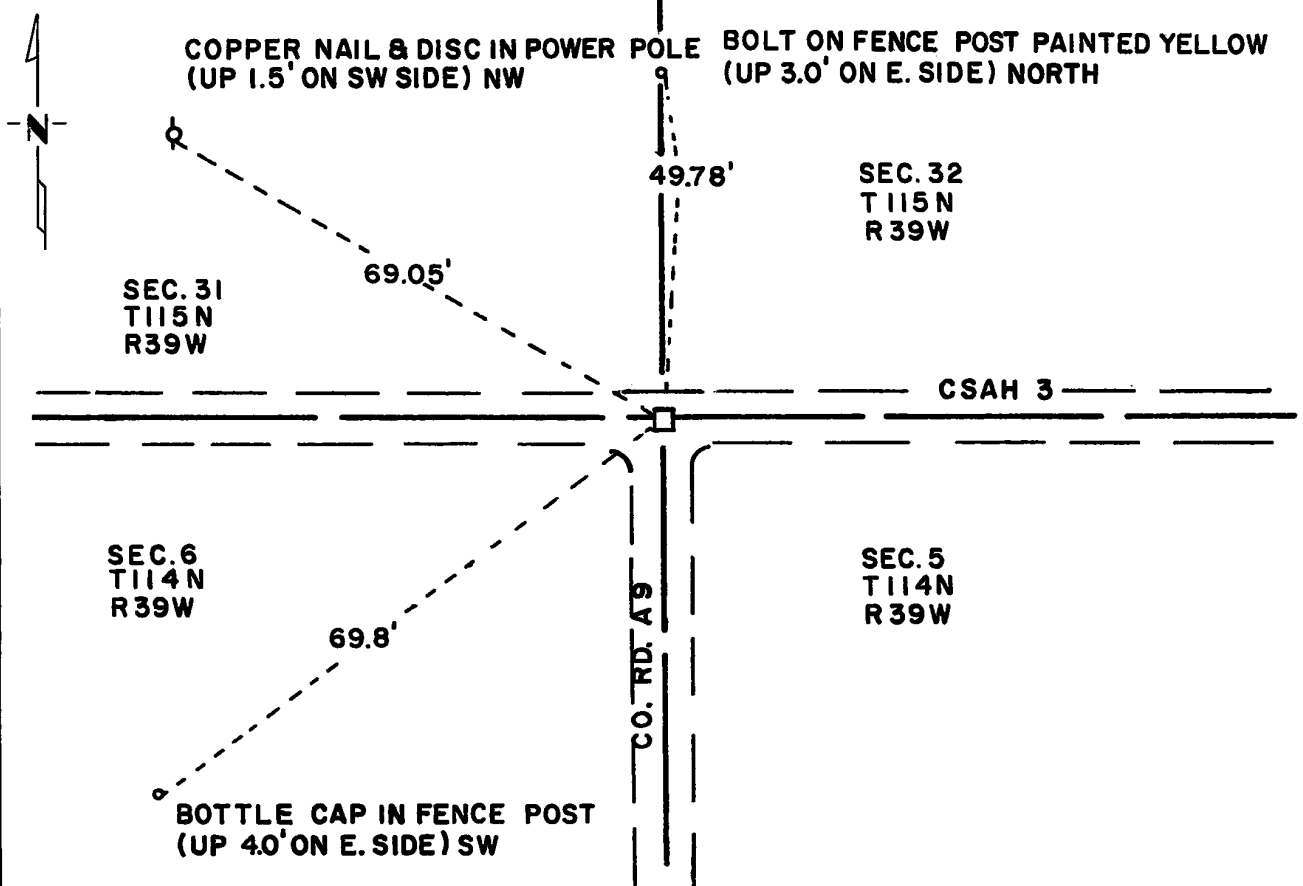 COPPER NAIL & DISC IN POWER POLE
(UP 1.5' ON SW SIDE) NW
BOLT ON FENCE POST PAINTED YELLOW
(UP 3.0' ON E. SIDE) NORTH
N
49.78'
SEC. 32
T115N
R39W
69.05'
SEC. 31
T115N
R39W
CSAH 3
SEC. 6
T114N
R39W
SEC. 5
T114N
R39W
69.8'
CO. RD. A9
BOTTLE CAP IN FENCE POST
(UP 4.0' ON E. SIDE) SW